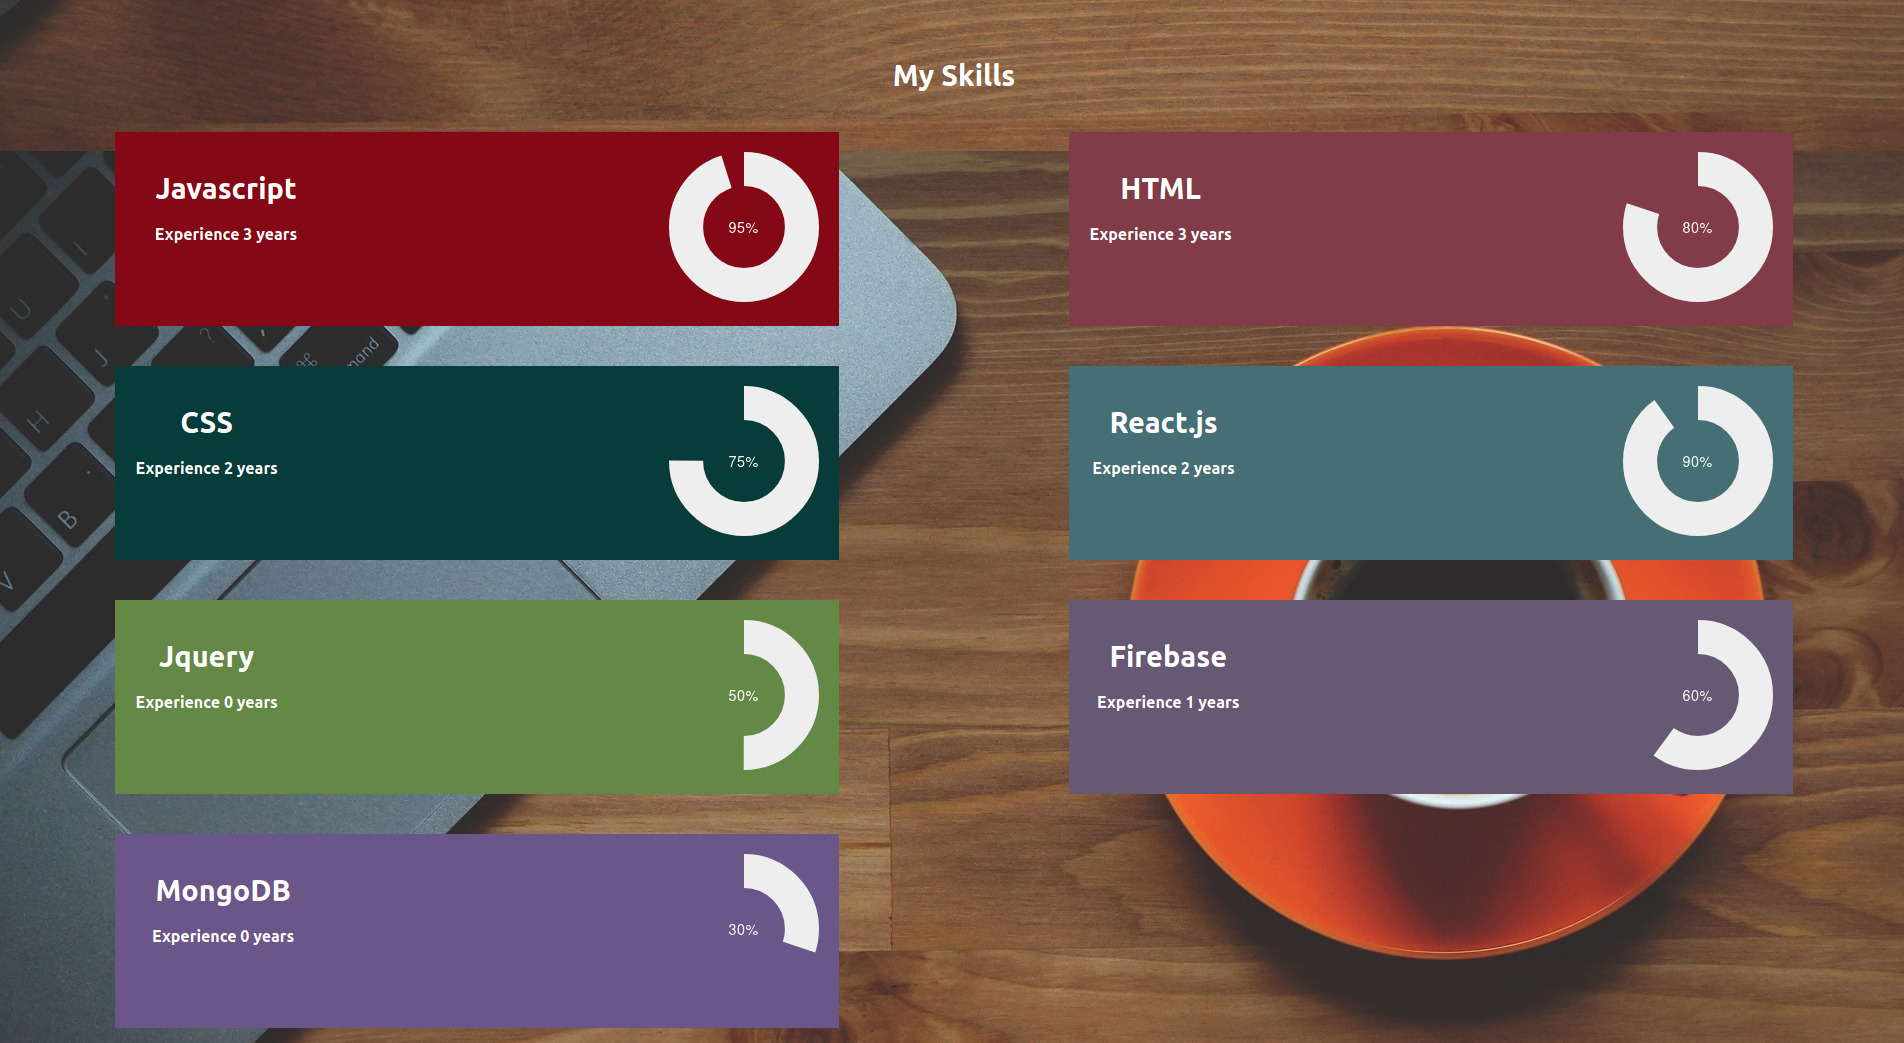 My Skills
Javascript
Experience 3 years
95%
HTML
Experience 3 years
80%
CSS
Experience 2 years
75%
React.js
Experience 2 years
90%
Jquery
Experience 0 years
50%
Firebase
Experience 1 years
60%
MongoDB
Experience 0 years
30%
I
U
J
?
⌘
mand
H
B
V